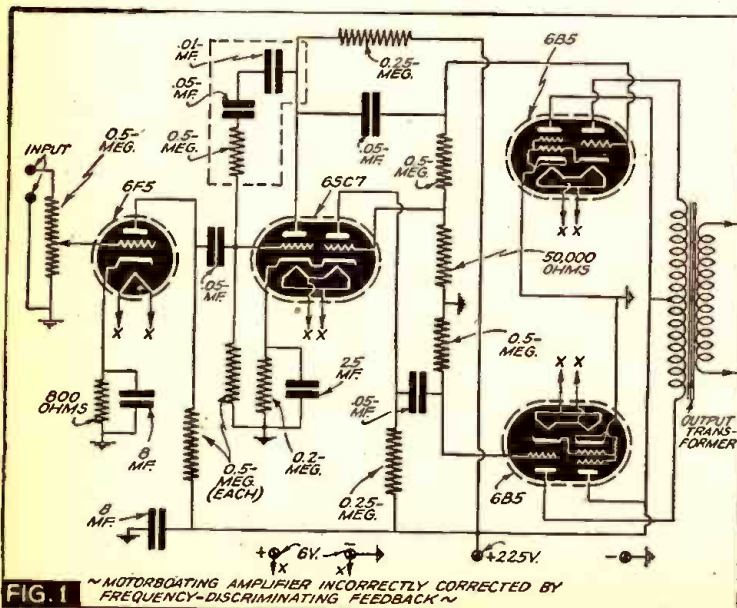 .01-
MF.
.05-
MF.
0.5-
MEG.
0.25-
MEG.
6B5
INPUT
0.5-
MEG.
6F5
.05-
MF.
6SC7
.05-
MF.
0.5-
MEG.
50,000
OHMS
0.5-
MEG.
X X
X X
X X
X X
800
OHMS
8
MF.
0.5-
MEG.
(EACH)
0.2-
MEG.
25
MF.
.05-
MF.
0.25-
MEG.
6B5
OUTPUT
TRANS-
FORMER
8
MF.
+ 6V. -
X X
+225V.
-
FIG. 1 ~MOTORBOATING AMPLIFIER INCORRECTLY CORRECTED BY
FREQUENCY-DISCRIMINATING FEEDBACK~